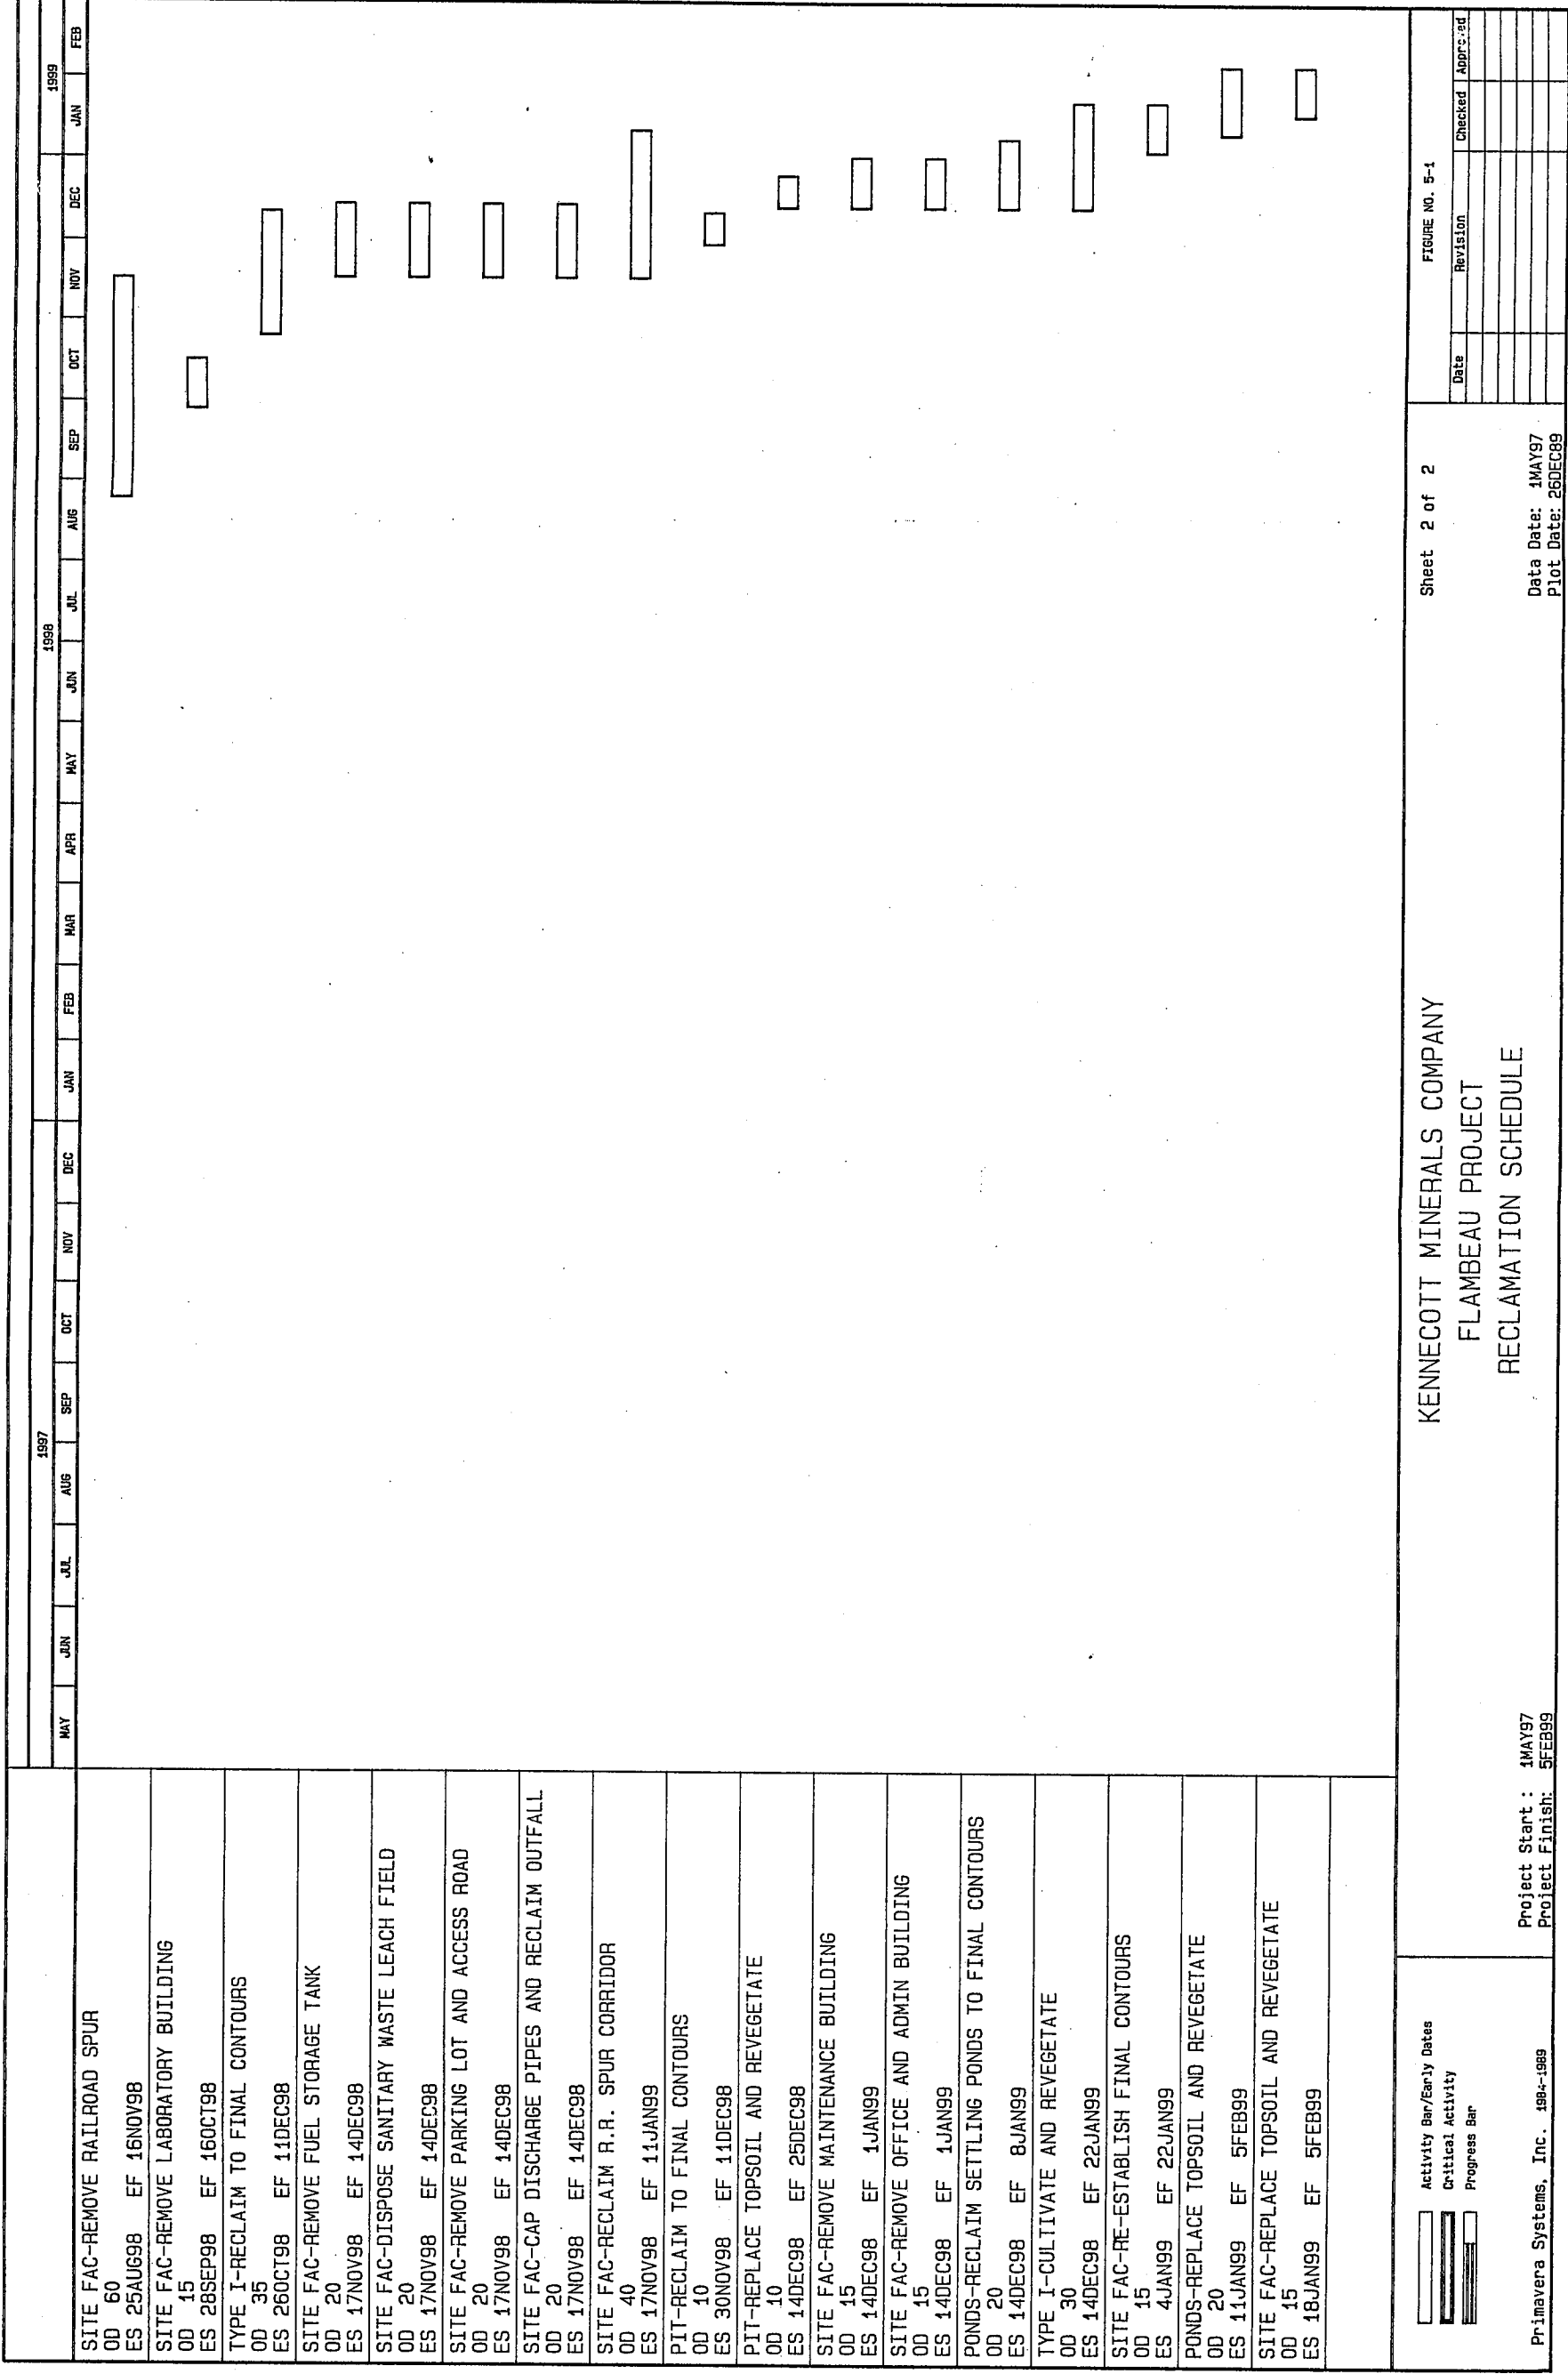 1997
1998
1999
MAY JUN JUL AUG SEP OCT NOV DEC JAN FEB MAR APR MAY JUN JUL AUG SEP OCT NOV DEC JAN FEB
SITE FAC-REMOVE RAILROAD SPUR
OD 60
ES 25AUG98 EF 16NOV98
SITE FAC-REMOVE LABORATORY BUILDING
OD 15
ES 28SEP98 EF 16OCT98
TYPE I-RECLAIM TO FINAL CONTOURS
OD 35
ES 26OCT98 EF 11DEC98
SITE FAC-REMOVE FUEL STORAGE TANK
OD 20
ES 17NOV98 EF 14DEC98
SITE FAC-DISPOSE SANITARY WASTE LEACH FIELD
OD 20
ES 17NOV98 EF 14DEC98
SITE FAC-REMOVE PARKING LOT AND ACCESS ROAD
OD 20
ES 17NOV98 EF 14DEC98
SITE FAC-CAP DISCHARGE PIPES AND RECLAIM OUTFALL
OD 20
ES 17NOV98 EF 14DEC98
SITE FAC-RECLAIM R.R. SPUR CORRIDOR
OD 40
ES 17NOV98 EF 11JAN99
PIT-RECLAIM TO FINAL CONTOURS
OD 10
ES 30NOV98 EF 11DEC98
PIT-REPLACE TOPSOIL AND REVEGETATE
OD 10
ES 14DEC98 EF 25DEC98
SITE FAC-REMOVE MAINTENANCE BUILDING
OD 15
ES 14DEC98 EF 1JAN99
SITE FAC-REMOVE OFFICE AND ADMIN BUILDING
OD 15
ES 14DEC98 EF 1JAN99
PONDS-RECLAIM SETTLING PONDS TO FINAL CONTOURS
OD 20
ES 14DEC98 EF 8JAN99
TYPE I-CULTIVATE AND REVEGETATE
OD 30
ES 14DEC98 EF 22JAN99
SITE FAC-RE-ESTABLISH FINAL CONTOURS
OD 15
ES 4JAN99 EF 22JAN99
PONDS-REPLACE TOPSOIL AND REVEGETATE
OD 20
ES 11JAN99 EF 5FEB99
SITE FAC-REPLACE TOPSOIL AND REVEGETATE
OD 15
ES 18JAN99 EF 5FEB99
Activity Bar/Early Dates
Critical Activity
Progress Bar
Primavera Systems, Inc. 1984-1989
Project Start : 1MAY97
Project Finish: 5FEB99
KENNECOTT MINERALS COMPANY
FLAMBEAU PROJECT
RECLAMATION SCHEDULE
Sheet 2 of 2
Data Date: 1MAY97
Plot Date: 26DEC89
FIGURE NO. 5-1
Date Revision Checked Approved